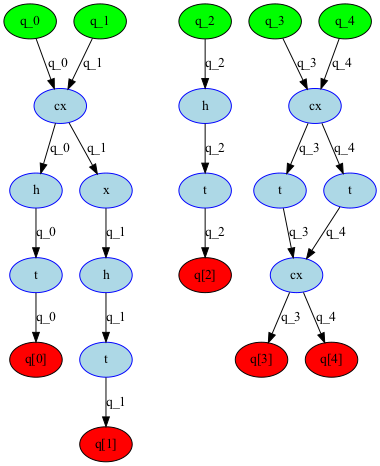 q_0 q_1 q_2 q_3 q_4
q_0 q_1 q_2 q_3 q_4
cx h cx
q_0 q_1 q_2 q_3 q_4
h x t t t
q_0 q_1 q_2 q_3 q_4
t h q[2] cx
q_0 q_1 q_3 q_4
q[0] t q[3] q[4]
q_1
q[1]